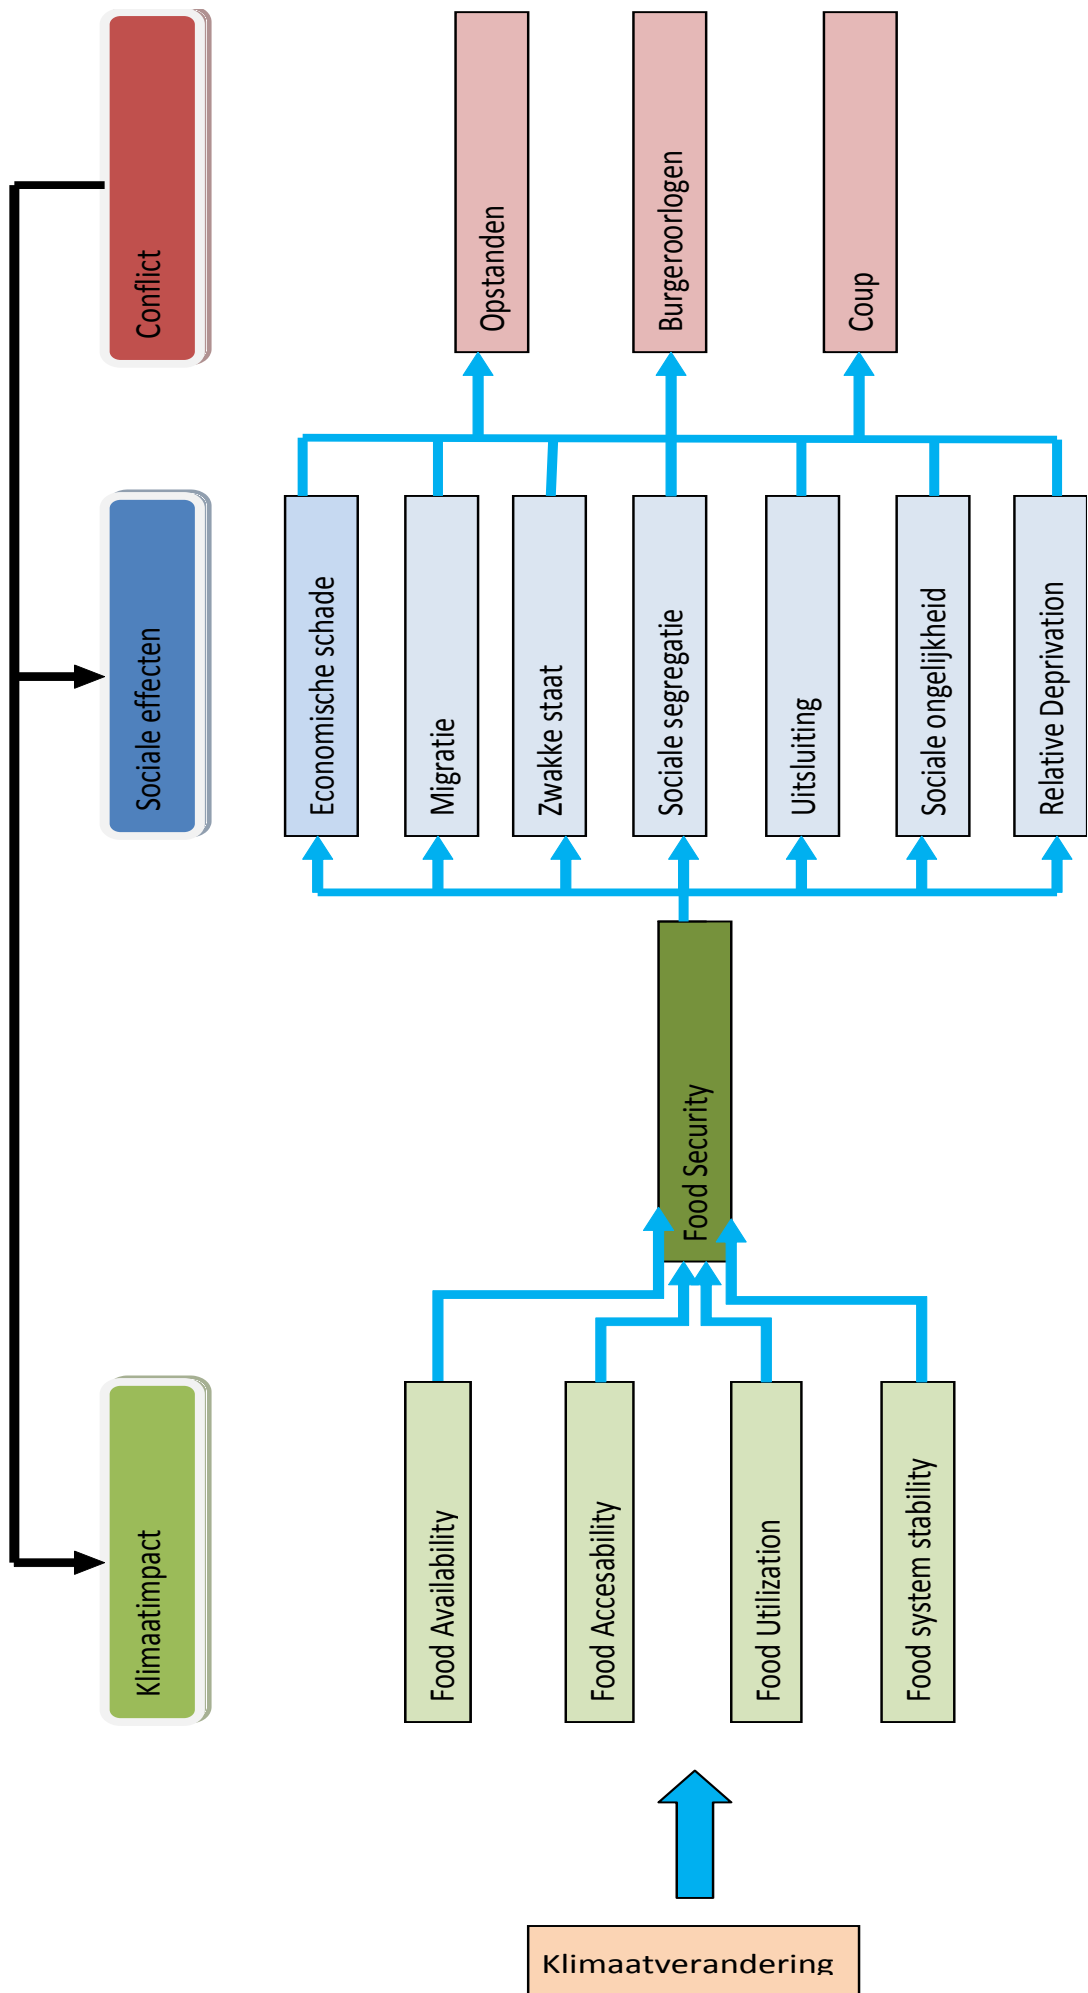 Klimaatimpact
Sociale effecten
Conflict
Klimaatverandering
Food Availability
Food Accesability
Food Utilization
Food system stability
Food Security
Economische schade
Migratie
Zwakke staat
Sociale segregatie
Uitsluiting
Sociale ongelijkheid
Relative Deprivation
Opstanden
Burgeroorlogen
Coup